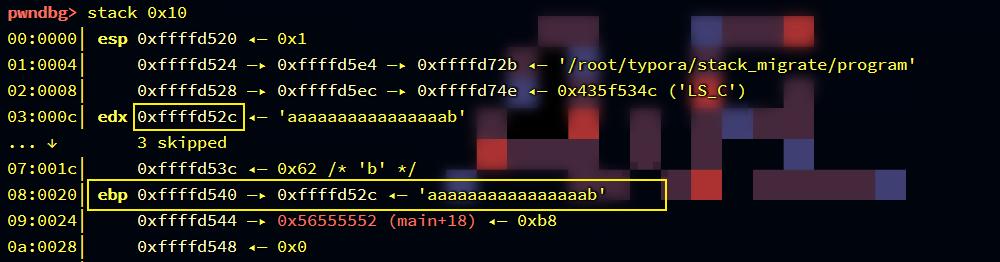 pwndbg> stack 0x10
00:0000│ esp 0xffffd520 ◂— 0x1
01:0004│     0xffffd524 —▸ 0xffffd5e4 —▸ 0xffffd72b ◂— '/root/typora/stack_migrate/program'
02:0008│     0xffffd528 —▸ 0xffffd5ec —▸ 0xffffd74e ◂— 0x435f534c ('LS_C')
03:000c│ edx 0xffffd52c ◂— 'aaaaaaaaaaaaaaaab'
... ↓        3 skipped
07:001c│     0xffffd53c ◂— 0x62 /* 'b' */
08:0020│ ebp 0xffffd540 —▸ 0xffffd52c ◂— 'aaaaaaaaaaaaaaaab'
09:0024│     0xffffd544 —▸ 0x56555552 (main+18) ◂— 0xb8
0a:0028│     0xffffd548 ◂— 0x0